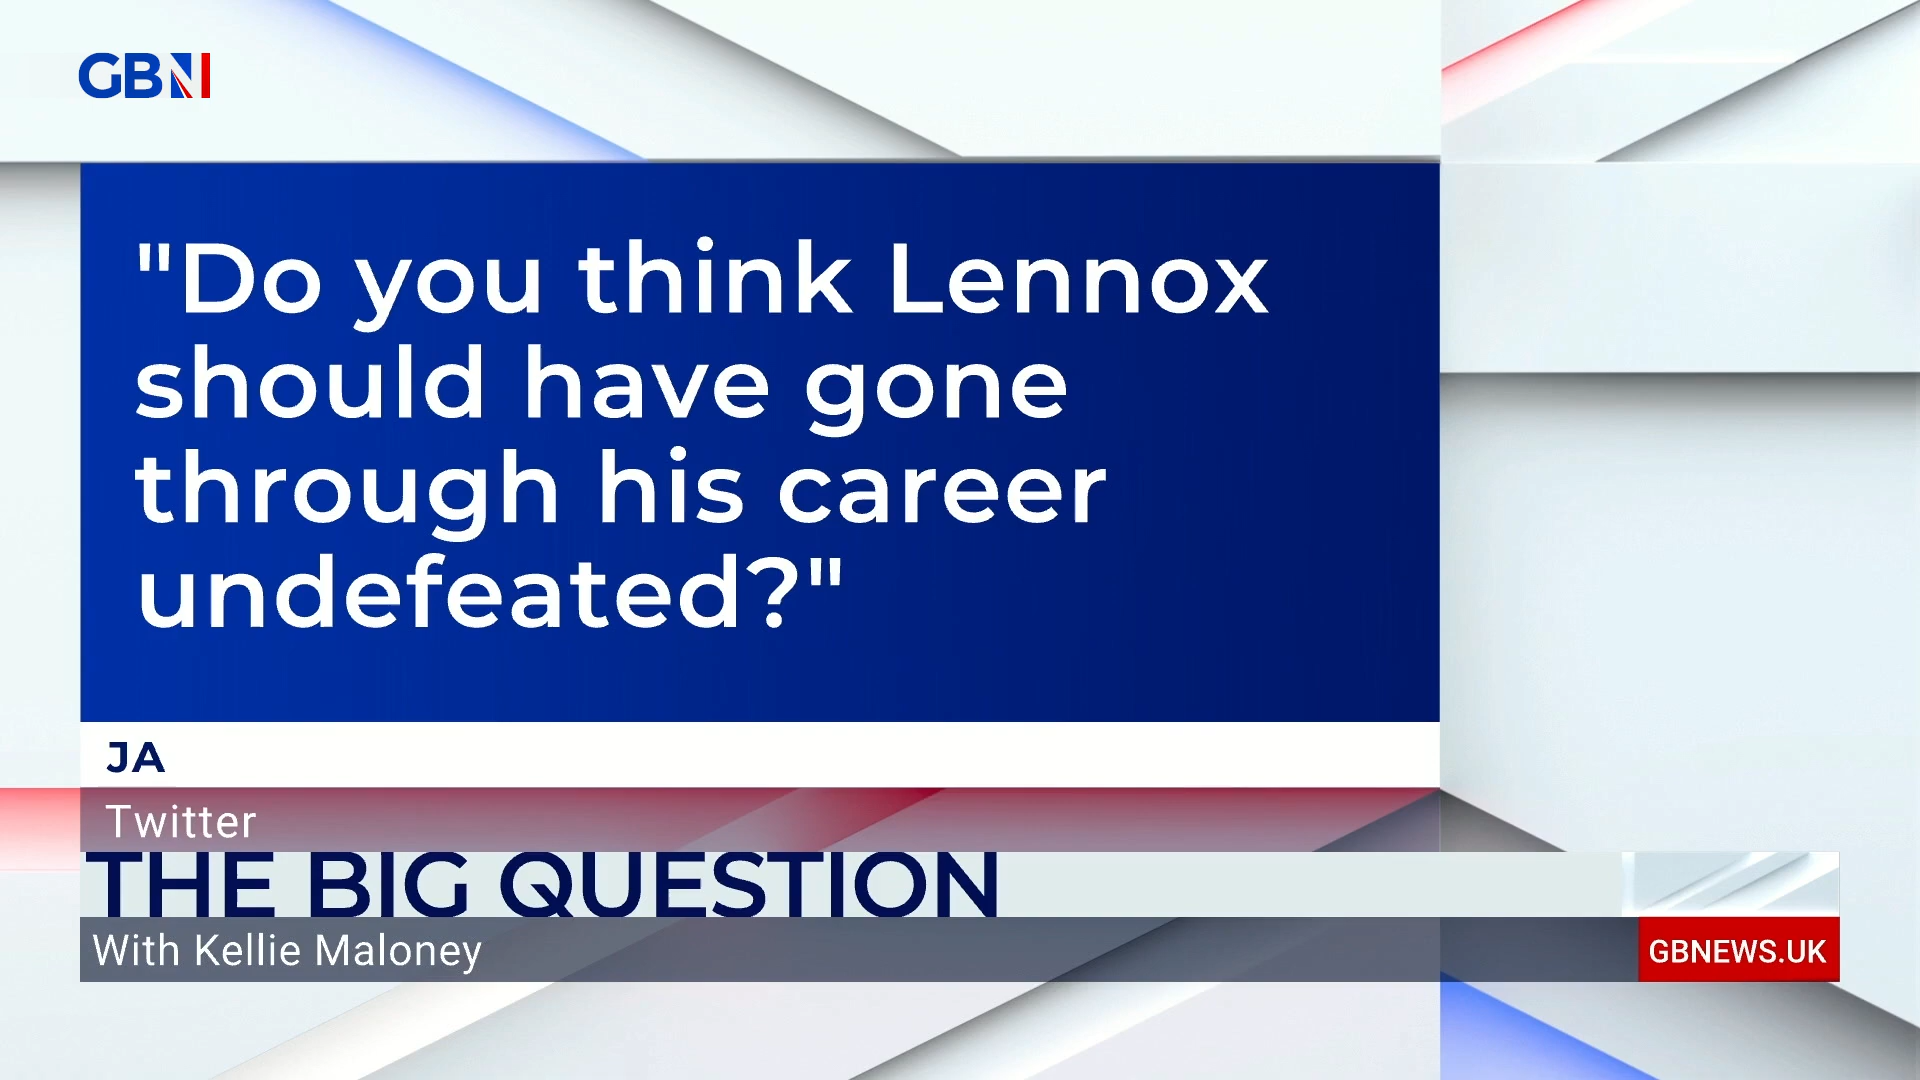 GBN
"Do you think Lennox
should have gone
through his career
undefeated?"
JA
Twitter
THE BIG QUESTION
With Kellie Maloney
GBNEWS.UK